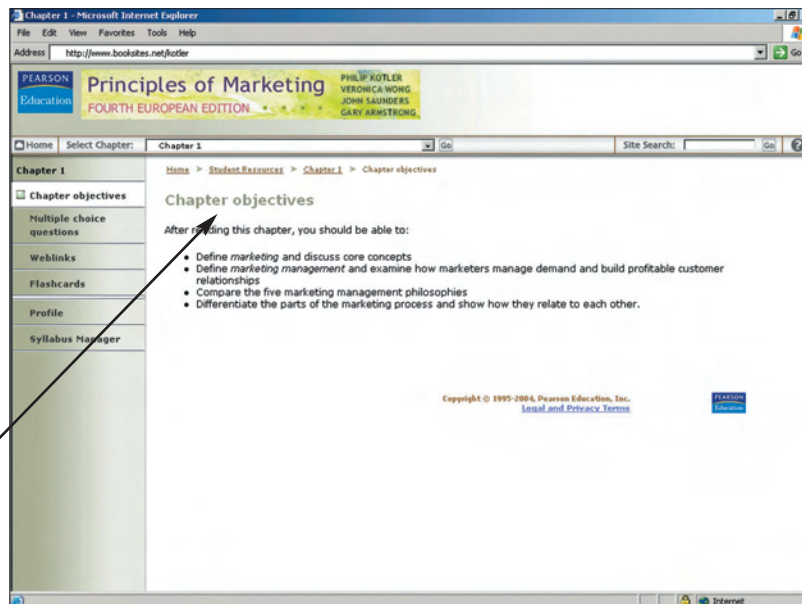 Chapter 1 - Microsoft Internet Explorer
File Edit View Favorites Tools Help
Address http://www.booksites.net/kotler Go
PEARSON
Education
Principles of Marketing
FOURTH EUROPEAN EDITION
PHILIP KOTLER
VERONICA WONG
JOHN SAUNDERS
GARY ARMSTRONG
Home Select Chapter: Chapter 1 Go Site Search: Go ?
Chapter 1
Chapter objectives
Multiple choice
questions
Weblinks
Flashcards
Profile
Syllabus Manager
Home > Student Resources > Chapter 1 > Chapter objectives
Chapter objectives
After reading this chapter, you should be able to:
• Define marketing and discuss core concepts
• Define marketing management and examine how marketers manage demand and build profitable customer
relationships
• Compare the five marketing management philosophies
• Differentiate the parts of the marketing process and show how they relate to each other.
Copyright © 1995-2004, Pearson Education, Inc.
Legal and Privacy Terms
PEARSON
Education
Internet